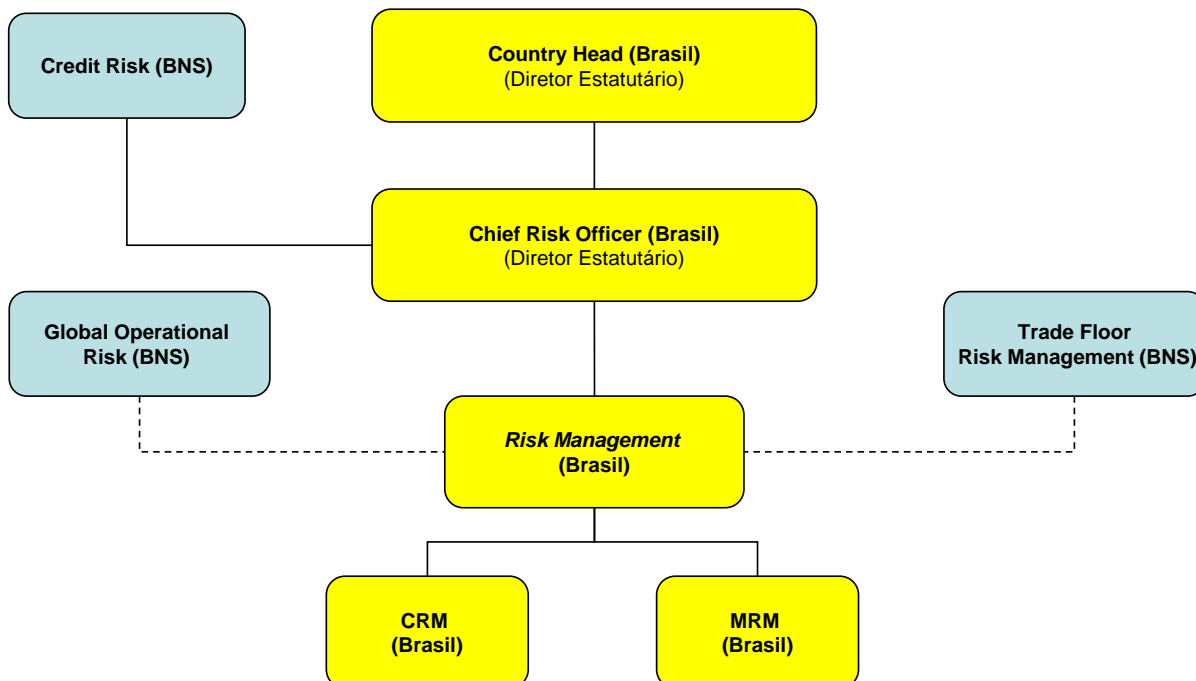 Credit Risk (BNS)
Country Head (Brasil)
(Diretor Estatutário)
Chief Risk Officer (Brasil)
(Diretor Estatutário)
Global Operational
Risk (BNS)
Trade Floor
Risk Management (BNS)
Risk Management
(Brasil)
CRM
(Brasil)
MRM
(Brasil)